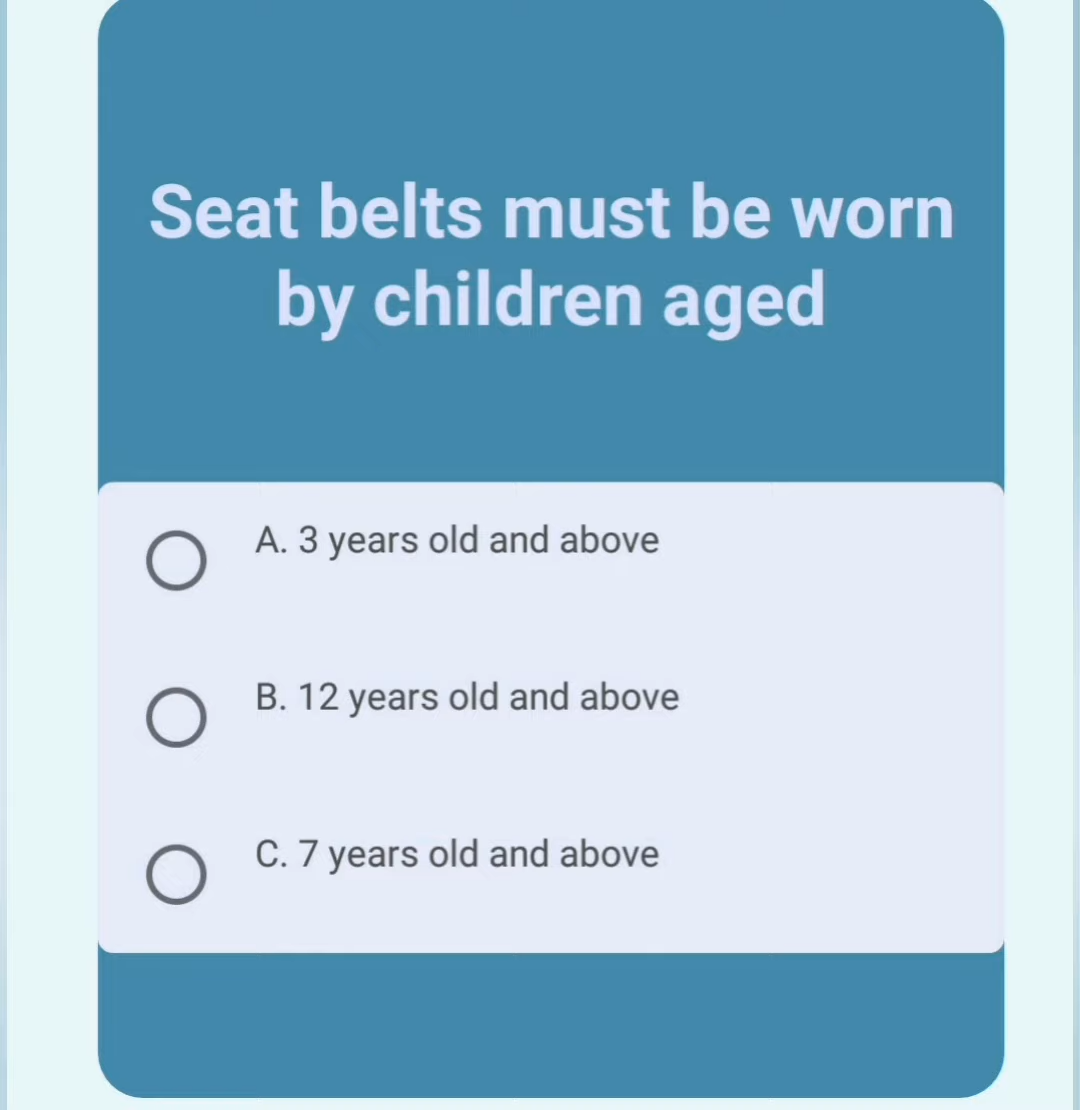 Seat belts must be worn
by children aged
A. 3 years old and above
B. 12 years old and above
C. 7 years old and above